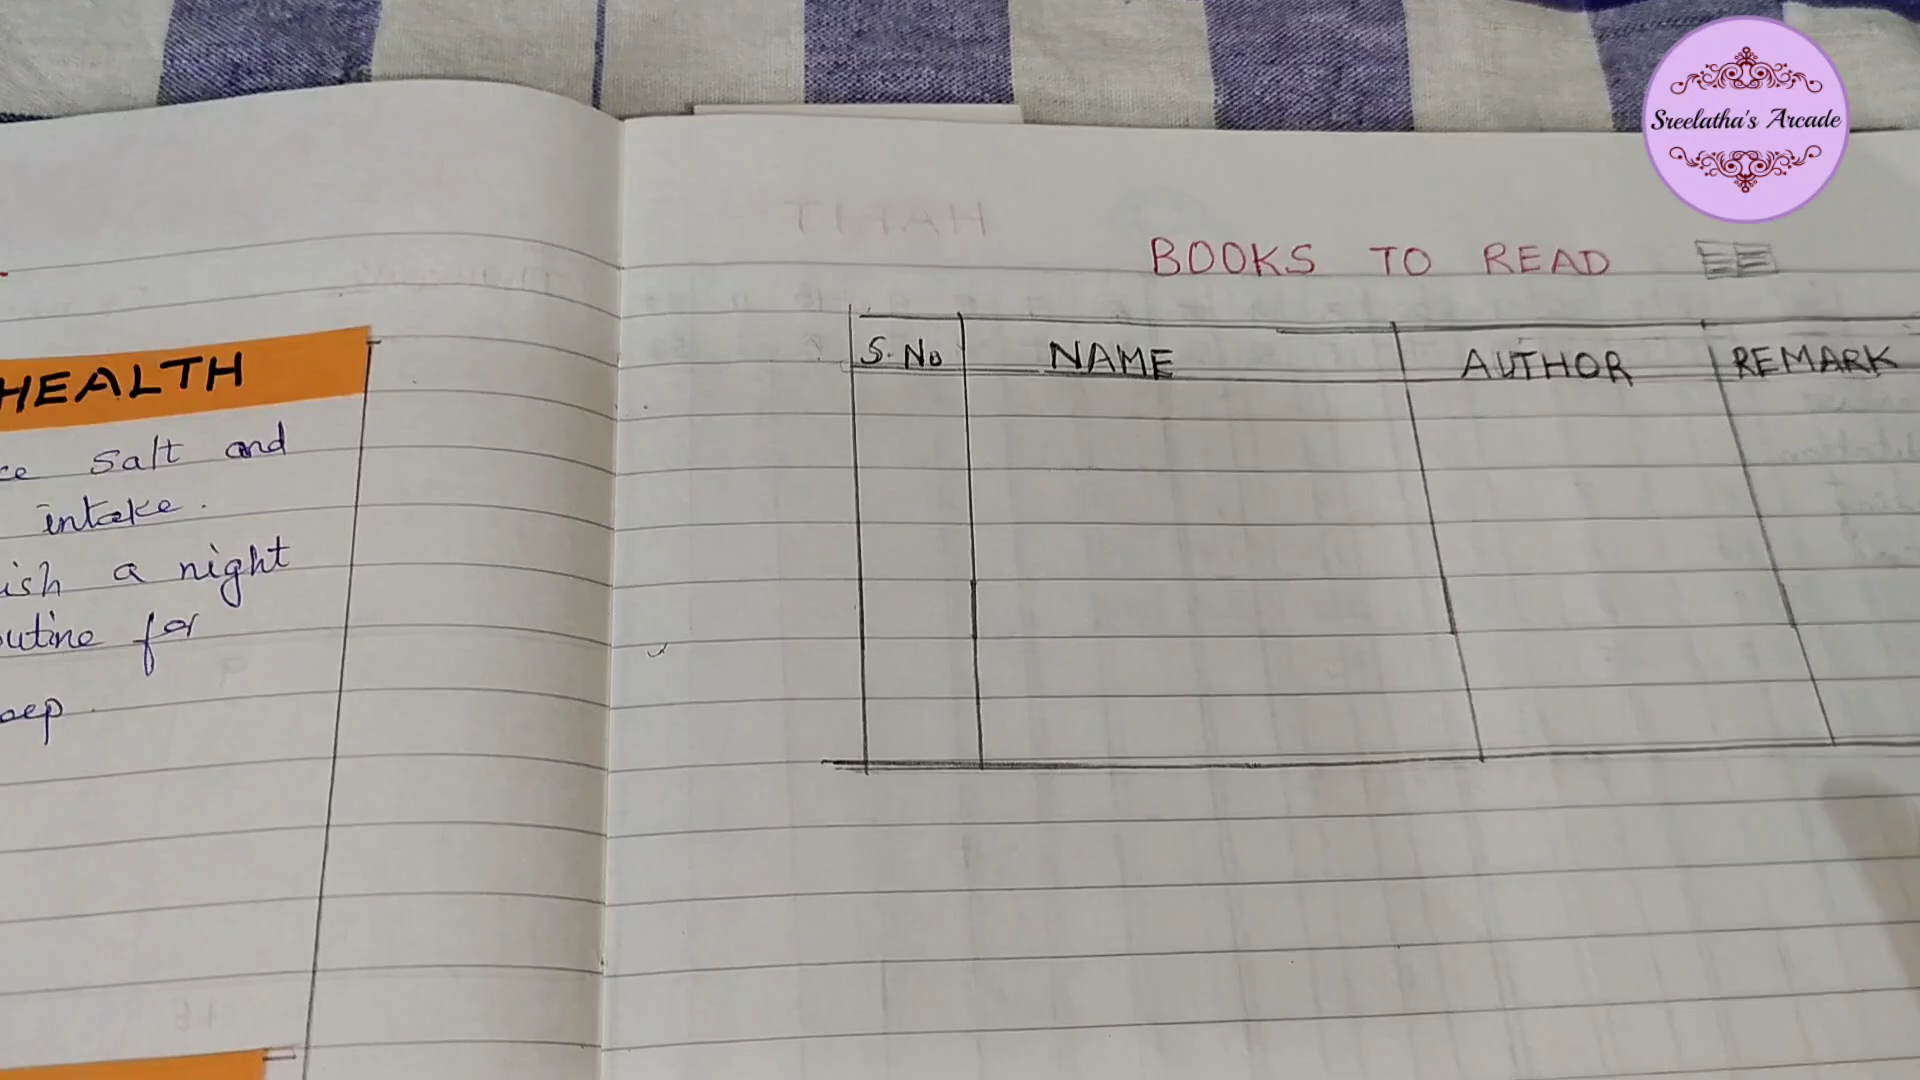 Sreelatha's Arcade
HEALTH
Salt and
intake.
a night
for
BOOKS TO READ
S. No NAME AUTHOR REMARK